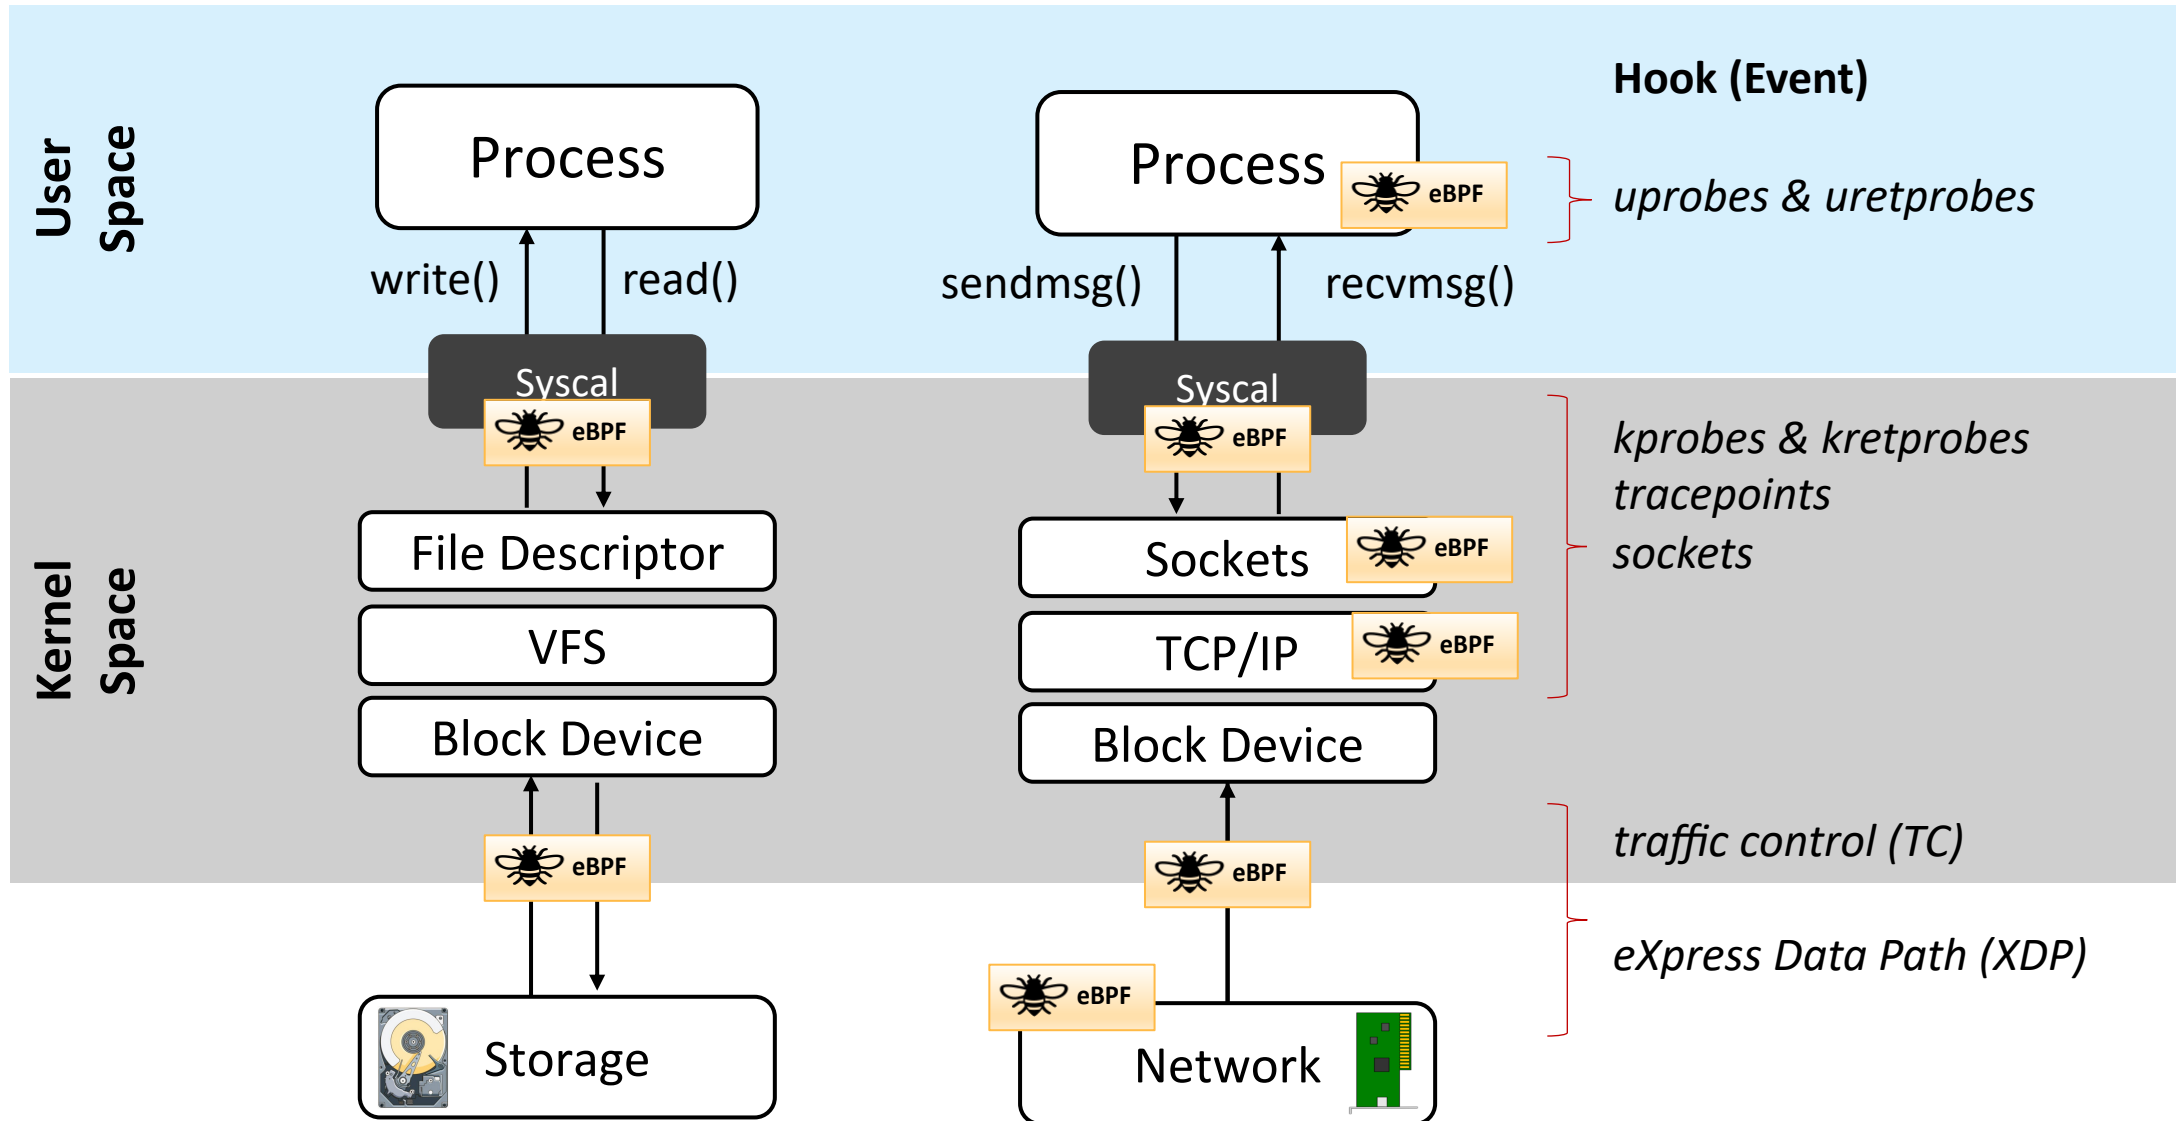 User
Space
Process
write()
read()
Syscal
eBPF
Process
eBPF
sendmsg()
recvmsg()
Syscal
eBPF
Hook (Event)
uprobes & uretprobes
Kernel
Space
File Descriptor
VFS
Block Device
eBPF
Sockets
eBPF
TCP/IP
eBPF
Block Device
eBPF
kprobes & kretprobes
tracepoints
sockets
traffic control (TC)
eXpress Data Path (XDP)
Storage
eBPF
Network